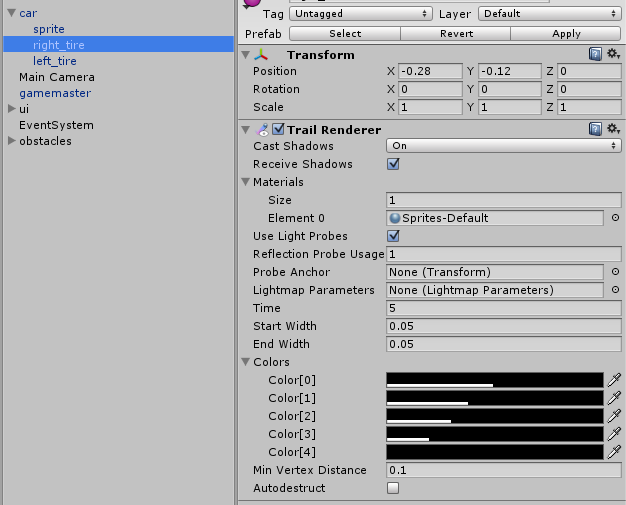 car
sprite
right_tire
left_tire
Main Camera
gamemaster
ui
EventSystem
obstacles
Tag Untagged Layer Default
Prefab Select Revert Apply
Transform
Position X -0.28 Y -0.12 Z 0
Rotation X 0 Y 0 Z 0
Scale X 1 Y 1 Z 1
Trail Renderer
Cast Shadows On
Receive Shadows
Materials
Size 1
Element 0 Sprites-Default
Use Light Probes
Reflection Probe Usage 1
Probe Anchor None (Transform)
Lightmap Parameters None (Lightmap Parameters)
Time 5
Start Width 0.05
End Width 0.05
Colors
Color[0]
Color[1]
Color[2]
Color[3]
Color[4]
Min Vertex Distance 0.1
Autodestruct